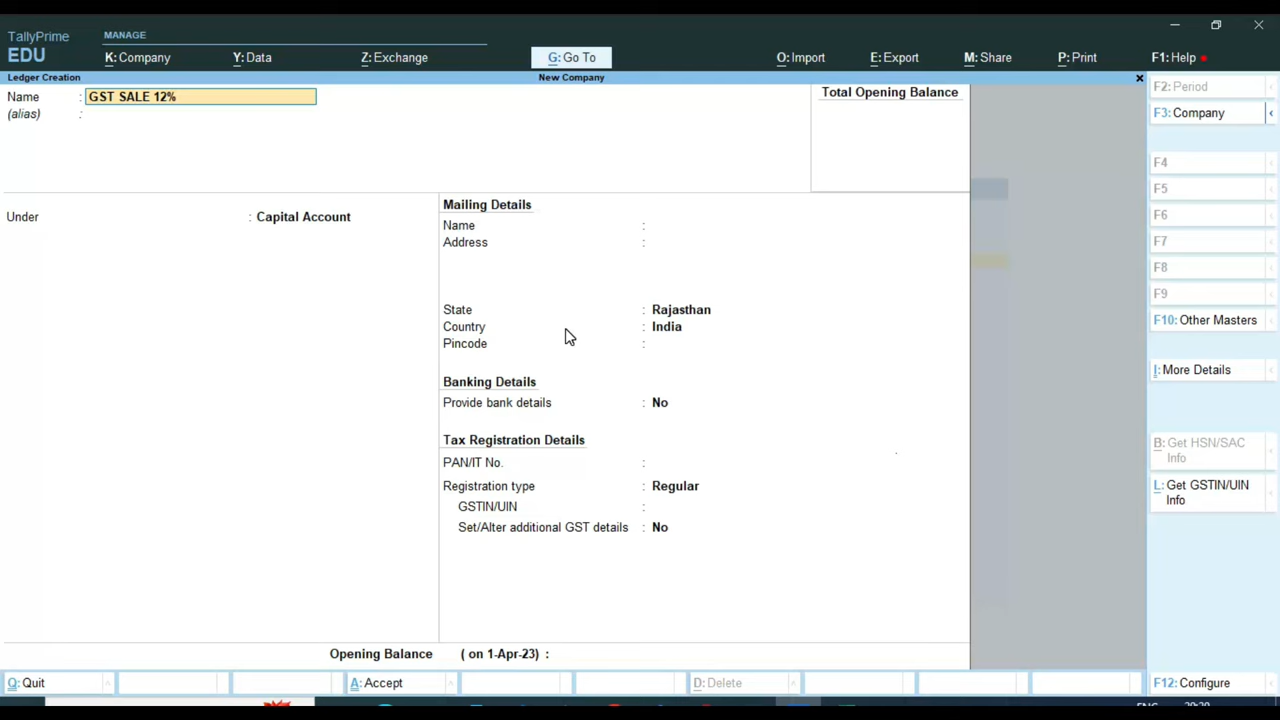 TallyPrime
EDU
MANAGE
K: Company
Y: Data
Z: Exchange
G: Go To
O: Import
E: Export
M: Share
P: Print
F1: Help
Ledger Creation
New Company
Name : GST SALE 12%
(alias) :
Total Opening Balance
Under : Capital Account
Mailing Details
Name :
Address :
State : Rajasthan
Country : India
Pincode :
Banking Details
Provide bank details : No
Tax Registration Details
PAN/IT No. :
Registration type : Regular
GSTIN/UIN :
Set/Alter additional GST details : No
Opening Balance ( on 1-Apr-23) :
F2: Period
F3: Company
F4
F5
F6
F7
F8
F9
F10: Other Masters
I: More Details
B: Get HSN/SAC
Info
L: Get GSTIN/UIN
Info
Q: Quit
A: Accept
D: Delete
F12: Configure